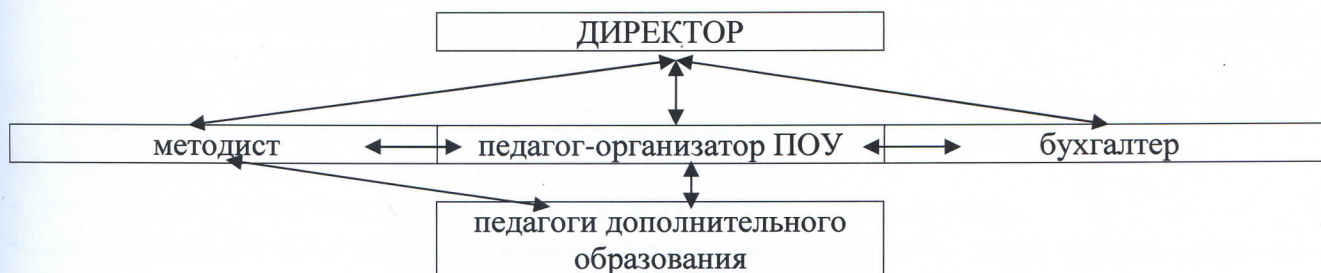 ДИРЕКТОР
методист
педагог-организатор ПОУ
бухгалтер
педагоги дополнительного
образования